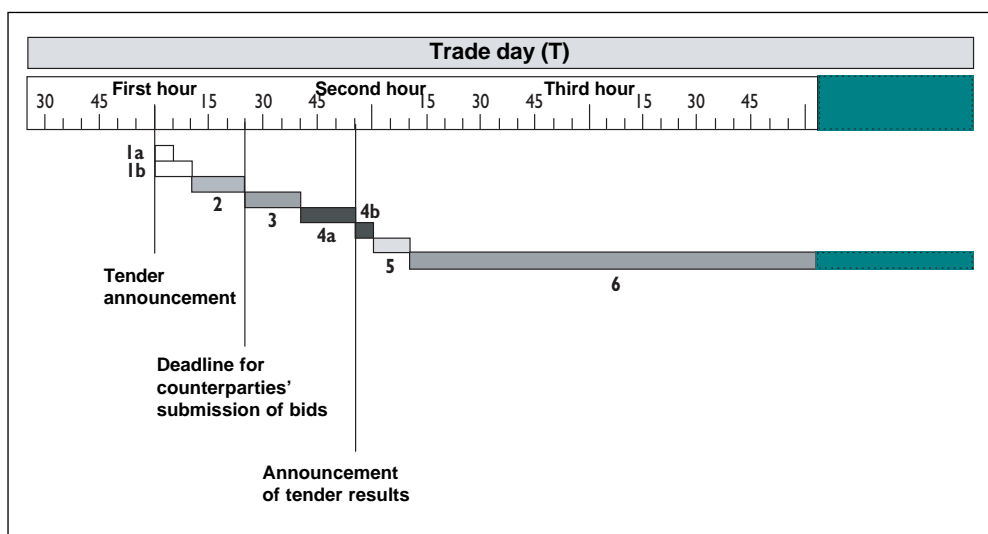 Trade day (T)
First hour Second hour Third hour
30 45 15 30 45 15 30 45 15 30 45
1a
1b
2
3
4a
4b
5
6
Tender
announcement
Deadline for
counterparties’
submission of bids
Announcement
of tender results